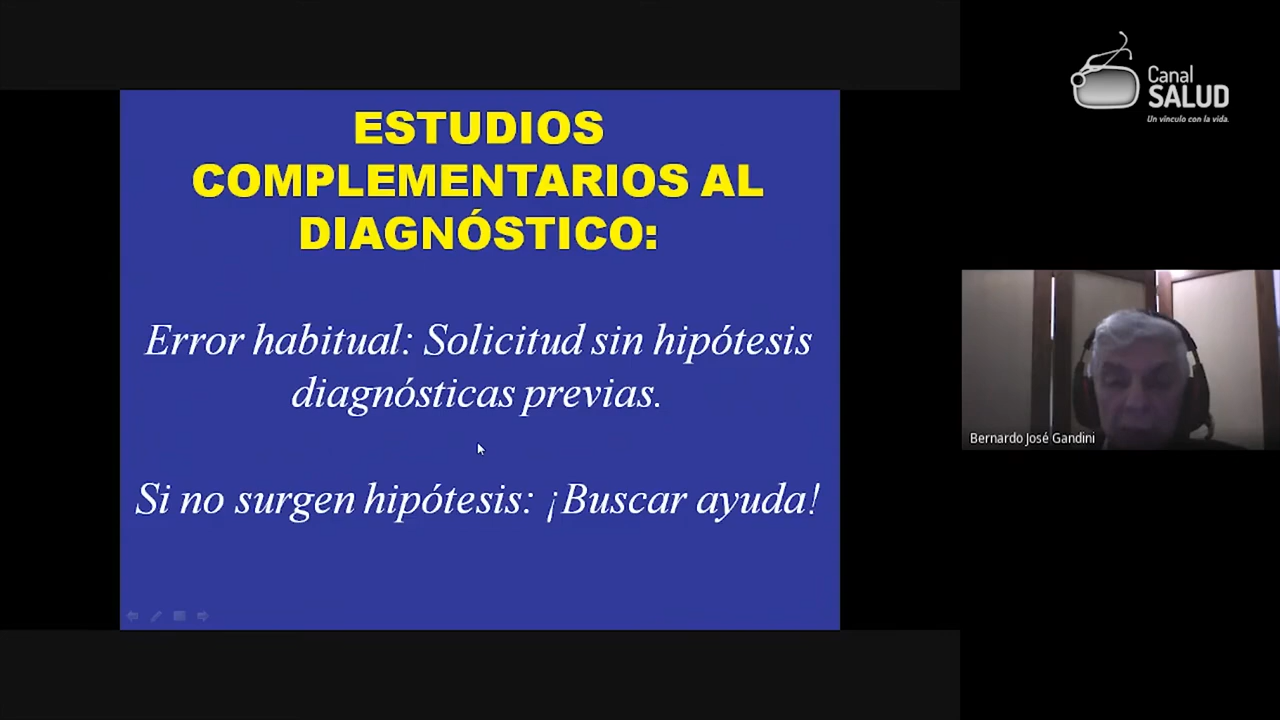 ESTUDIOS
COMPLEMENTARIOS AL
DIAGNÓSTICO:
Error habitual: Solicitud sin hipótesis
diagnósticas previas.
Si no surgen hipótesis: ¡Buscar ayuda!
Canal
SALUD
Un vínculo con la vida.
Bernardo José Gandini